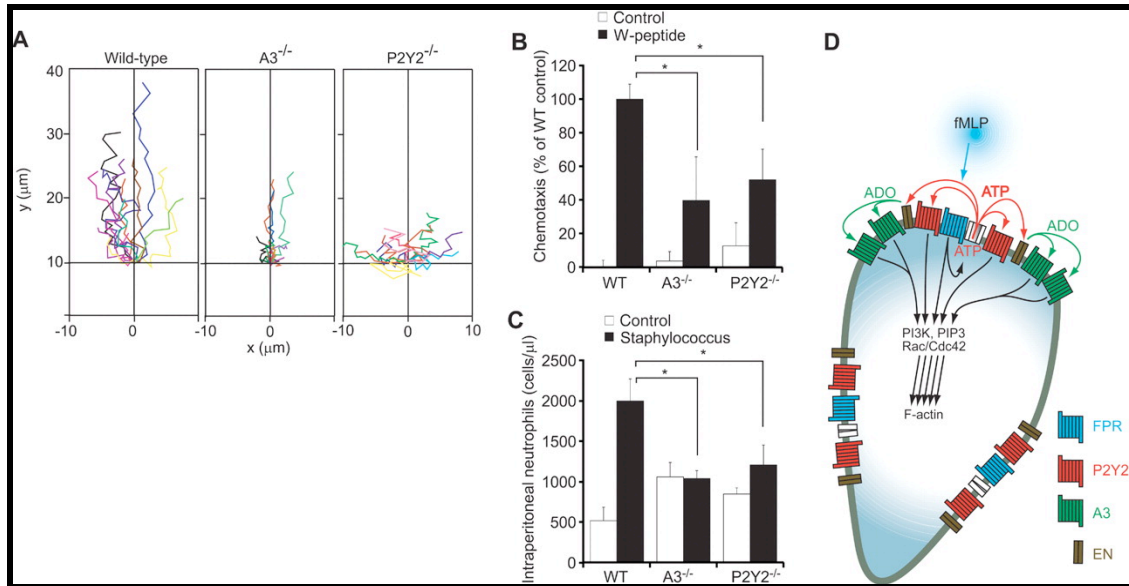 A
Wild-type
A3-/-
P2Y2-/-
y (μm)
40
30
20
10
0
-10
0
10
0
10
-10
0
10
x (μm)
B
Control
W-peptide
*
*
Chemotaxis (% of WT control)
120
100
80
60
40
20
0
WT
A3-/-
P2Y2-/-
C
Control
Staphylococcus
*
*
Intraperitoneal neutrophils (cells/μl)
2500
2000
1500
1000
500
0
WT
A3-/-
P2Y2-/-
D
fMLP
ADO
ATP
ADO
ATP
PI3K, PIP3
Rac/Cdc42
F-actin
FPR
P2Y2
A3
EN